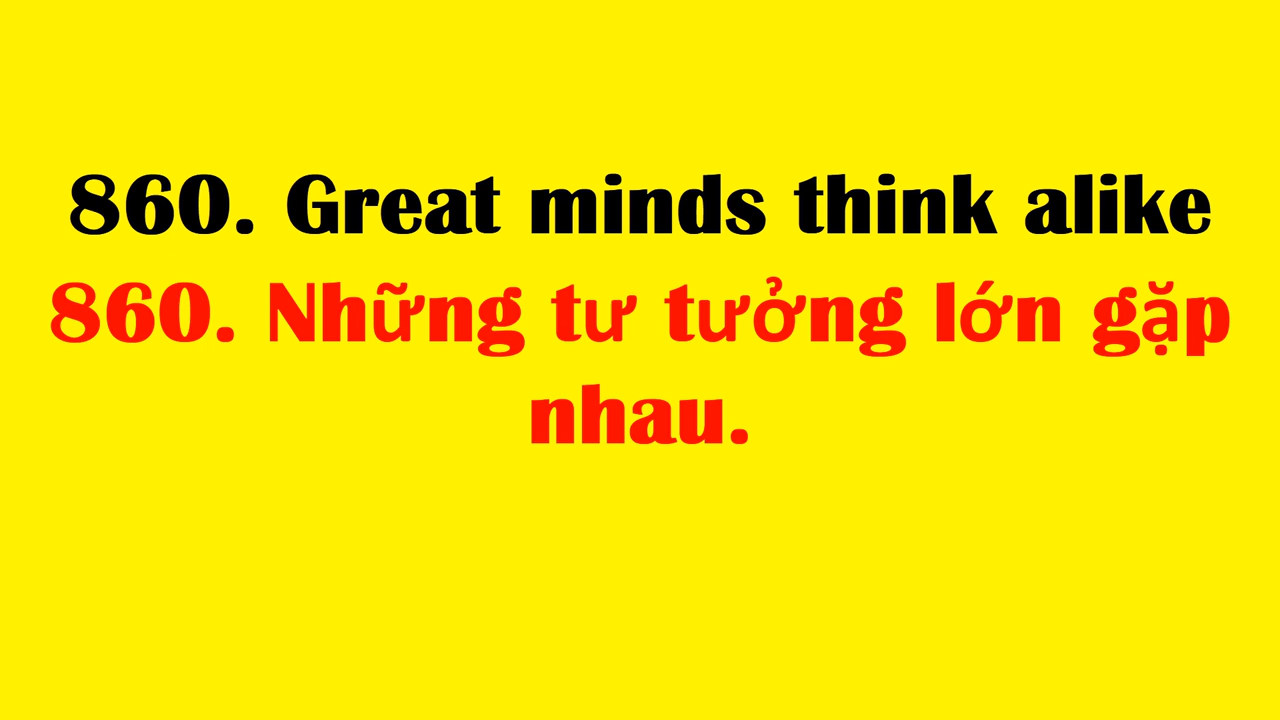 860. Great minds think alike
860. Những tư tưởng lớn gặp
nhau.